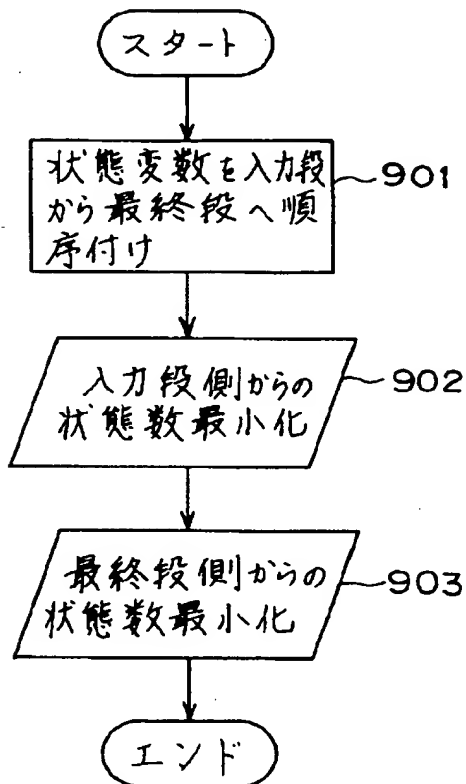 スタート
状態変数を入力段
から最終段へ順
序付け
901
入力段側からの
状態数最小化
902
最終段側からの
状態数最小化
903
エンド